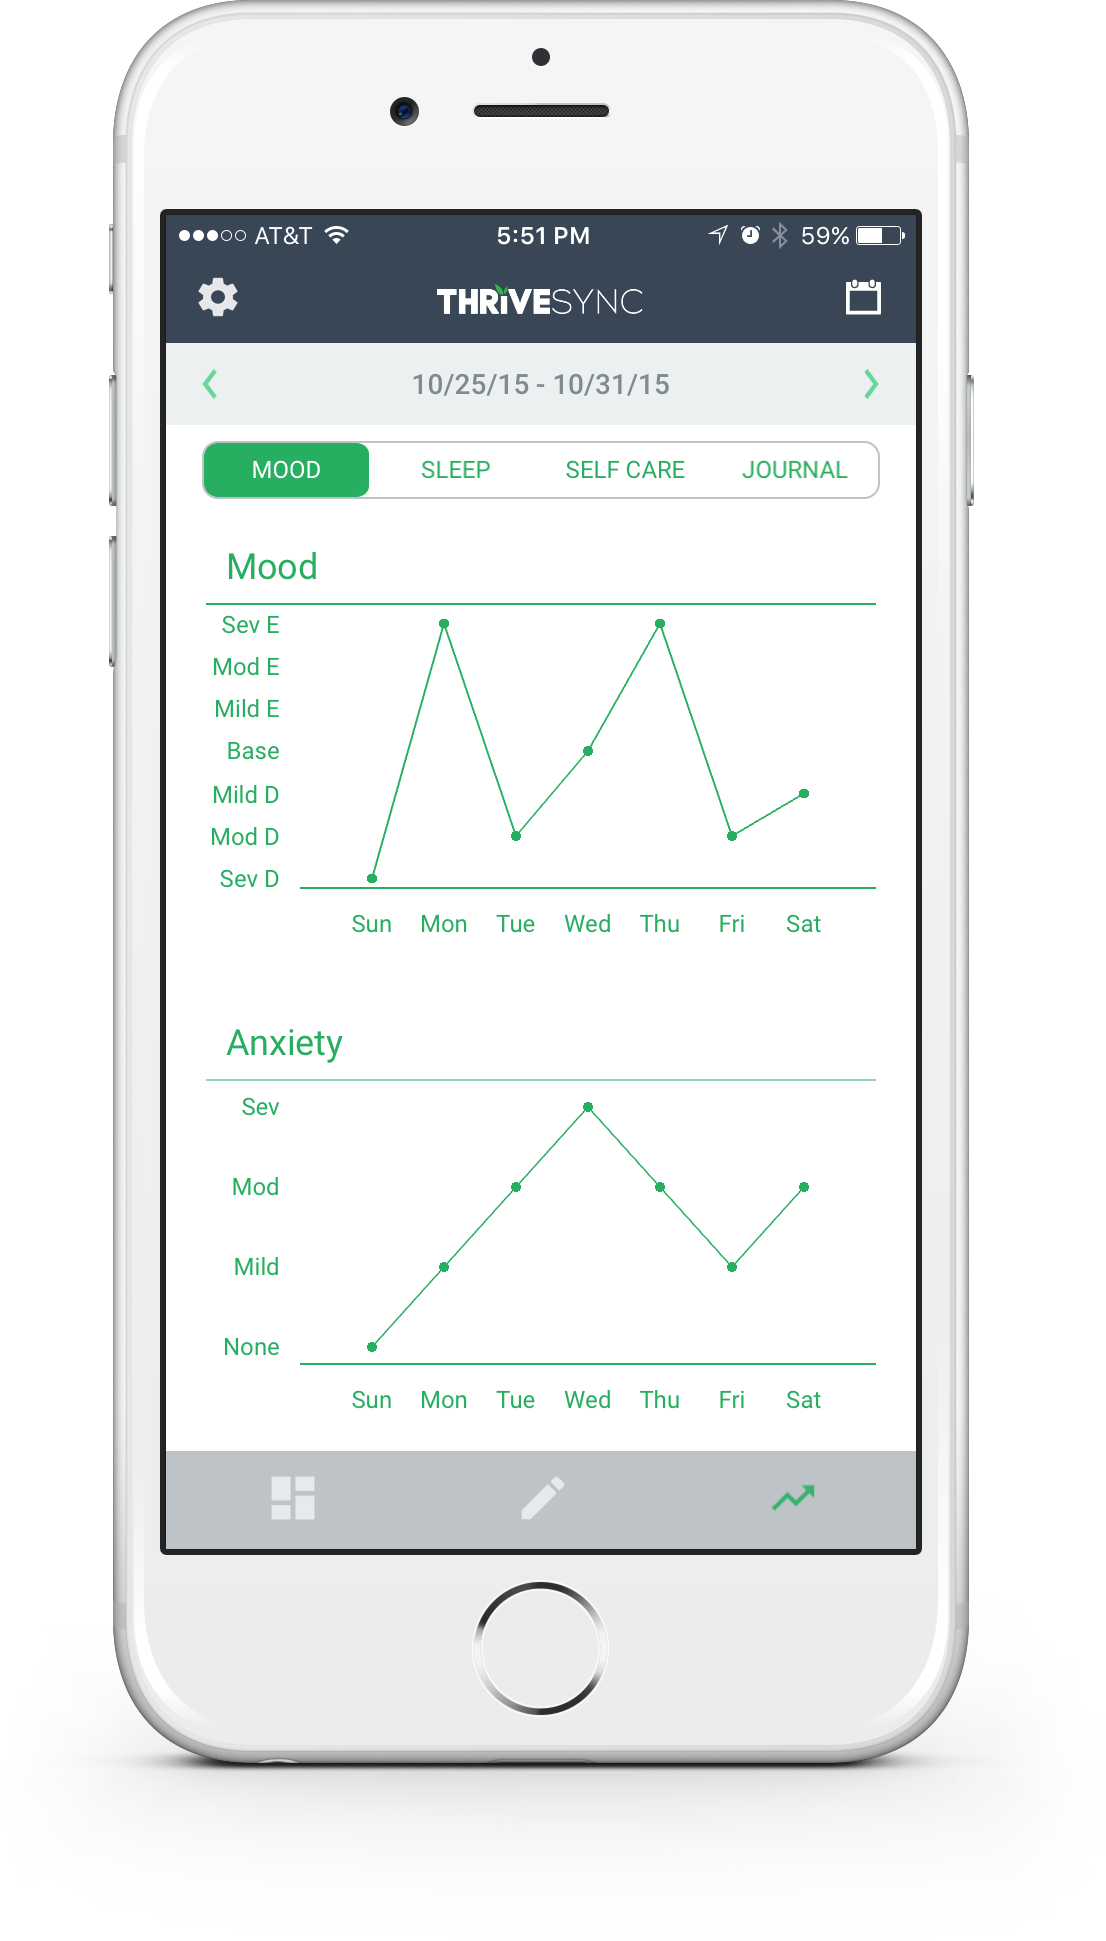 AT&T 5:51 PM 59%
THRIVESYNC
10/25/15 - 10/31/15
MOOD SLEEP SELF CARE JOURNAL
Mood
Sev E
Mod E
Mild E
Base
Mild D
Mod D
Sev D
Sun Mon Tue Wed Thu Fri Sat
Anxiety
Sev
Mod
Mild
None
Sun Mon Tue Wed Thu Fri Sat